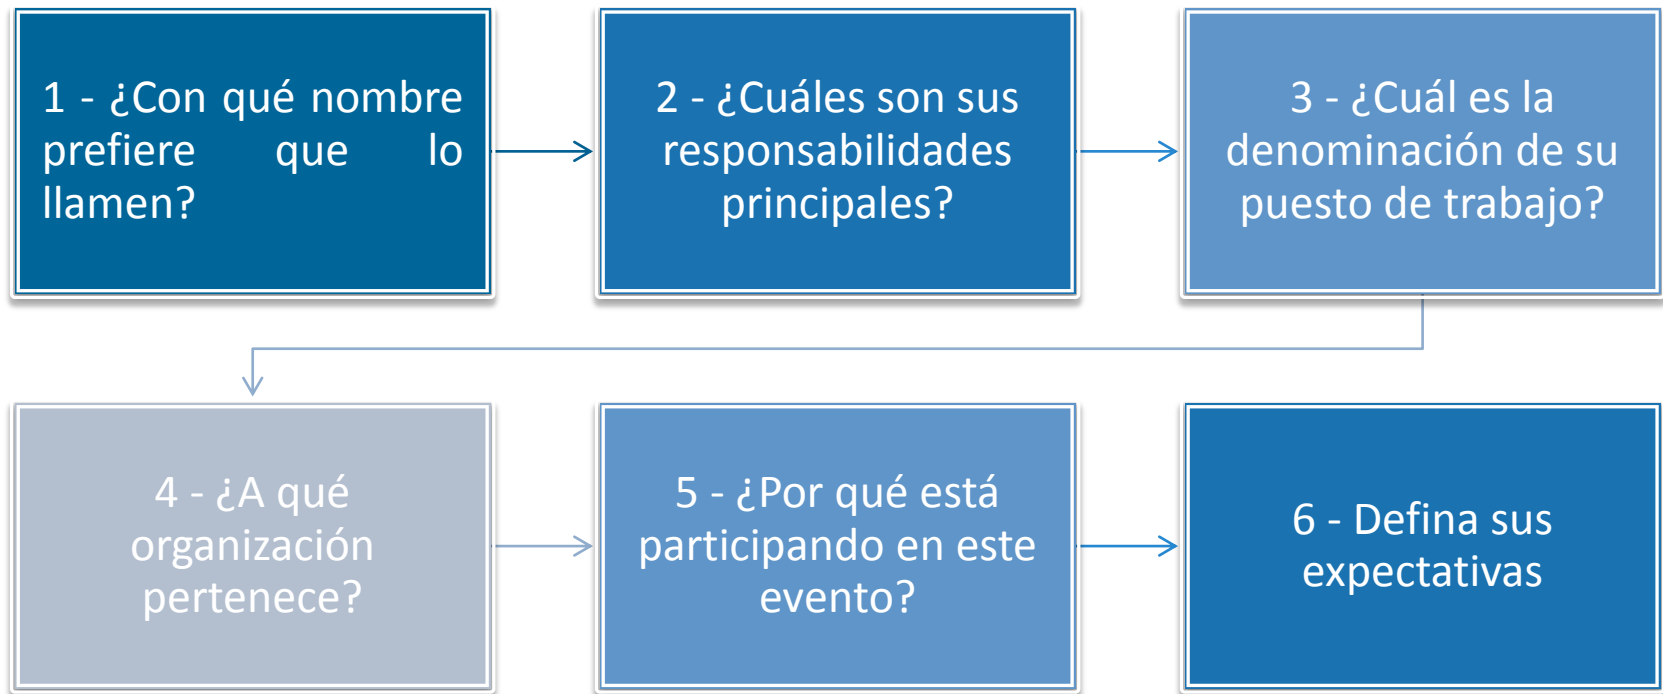 1 - ¿Con qué nombre
prefiere que lo
llamen?
2 - ¿Cuáles son sus
responsabilidades
principales?
3 - ¿Cuál es la
denominación de su
puesto de trabajo?
4 - ¿A qué
organización
pertenece?
5 - ¿Por qué está
participando en este
evento?
6 - Defina sus
expectativas